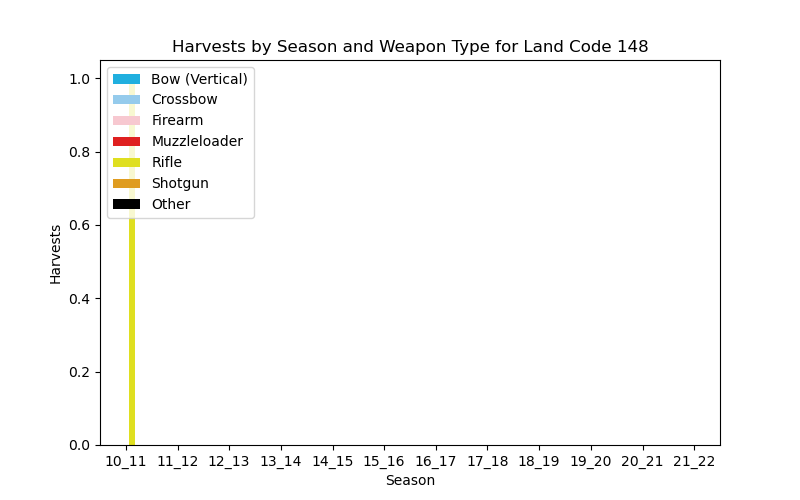 Harvests by Season and Weapon Type for Land Code 148
Bow (Vertical)
Crossbow
Firearm
Muzzleloader
Rifle
Shotgun
Other
1.0
0.8
0.6
0.4
0.2
0.0
Harvests
10_11 11_12 12_13 13_14 14_15 15_16 16_17 17_18 18_19 19_20 20_21 21_22
Season